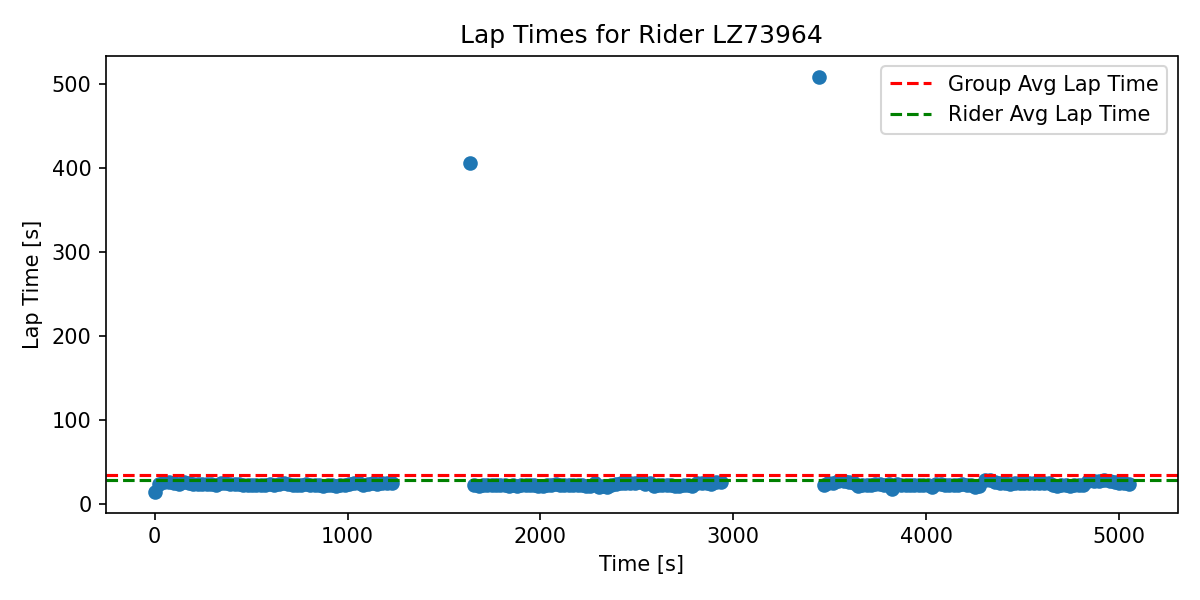 Lap Times for Rider LZ73964
Group Avg Lap Time
Rider Avg Lap Time
Lap Time [s]
500
400
300
200
100
0
0 1000 2000 3000 4000 5000
Time [s]